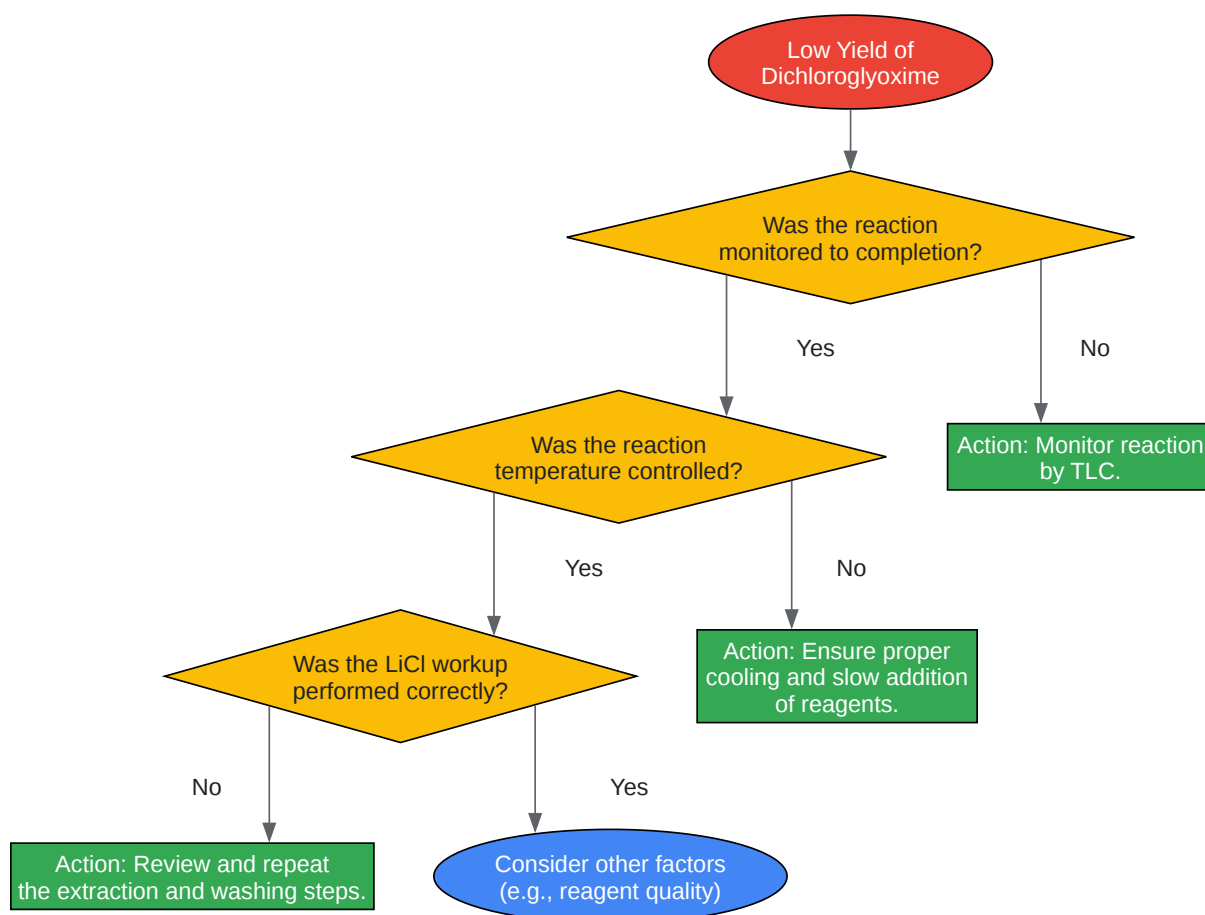 Low Yield of
Dichloroglyoxime
Was the reaction
monitored to completion?
Yes
No
Was the reaction
temperature controlled?
Action: Monitor reaction
by TLC.
Yes
No
Was the LiCl workup
performed correctly?
Action: Ensure proper
cooling and slow addition
of reagents.
No
Yes
Action: Review and repeat
the extraction and washing steps.
Consider other factors
(e.g., reagent quality)